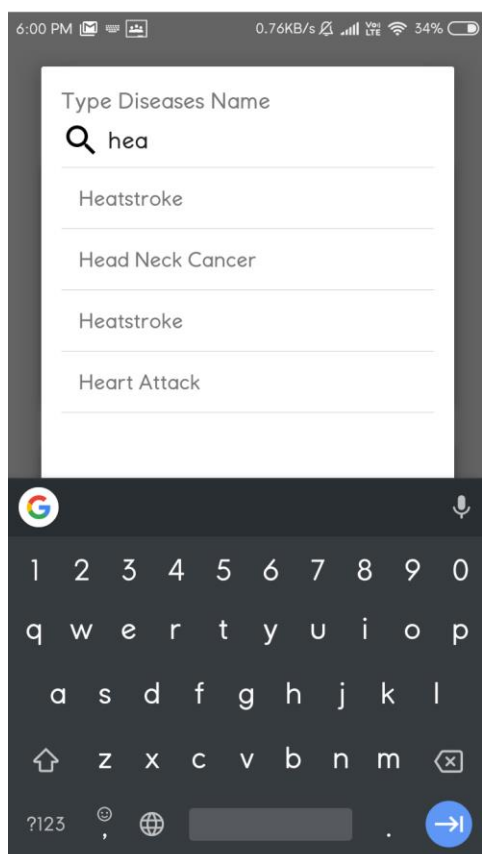 6:00 PM 0.76KB/s VoLTE 34%
Type Diseases Name
hea
Heatstroke
Head Neck Cancer
Heatstroke
Heart Attack
G
1 2 3 4 5 6 7 8 9 0
q w e r t y u i o p
a s d f g h j k l
z x c v b n m
?123 , .